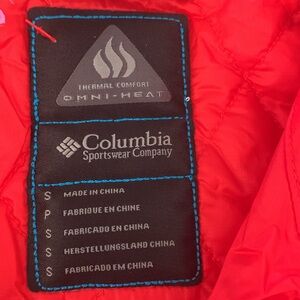 THERMAL COMFORT
OMNI-HEAT
Columbia
Sportswear Company
S MADE IN CHINA
P FABRIQUE EN CHINE
S FABRICADO EN CHINA
S HERSTELLUNGSLAND CHINA
S FABRICADO EM CHINA